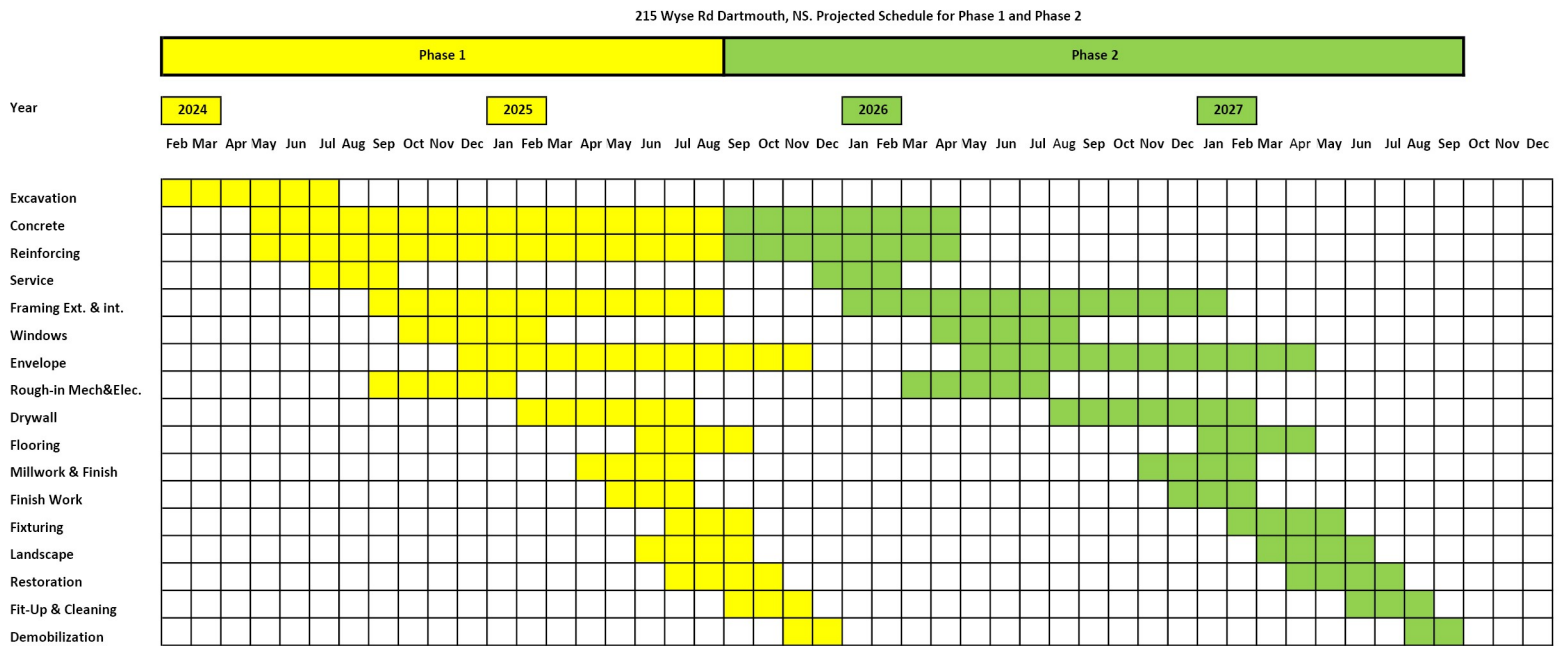 215 Wyse Rd Dartmouth, NS. Projected Schedule for Phase 1 and Phase 2
Phase 1 Phase 2
Year 2024 2025 2026 2027
Feb Mar Apr May Jun Jul Aug Sep Oct Nov Dec Jan Feb Mar Apr May Jun Jul Aug Sep Oct Nov Dec Jan Feb Mar Apr May Jun Jul Aug Sep Oct Nov Dec Jan Feb Mar Apr May Jun Jul Aug Sep Oct Nov Dec
Excavation
Concrete
Reinforcing
Service
Framing Ext. & int.
Windows
Envelope
Rough-in Mech&Elec.
Drywall
Flooring
Millwork & Finish
Finish Work
Fixturing
Landscape
Restoration
Fit-Up & Cleaning
Demobilization